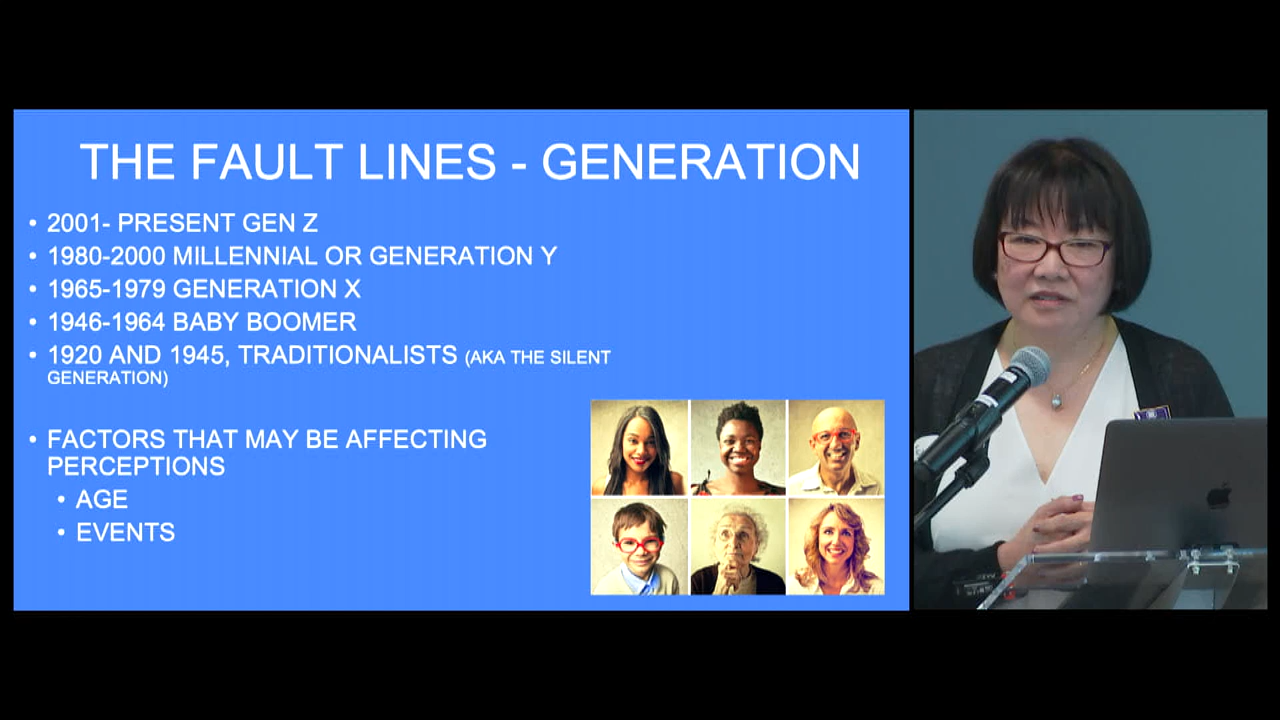 THE FAULT LINES - GENERATION
• 2001- PRESENT GEN Z
• 1980-2000 MILLENNIAL OR GENERATION Y
• 1965-1979 GENERATION X
• 1946-1964 BABY BOOMER
• 1920 AND 1945, TRADITIONALISTS (AKA THE SILENT
GENERATION)
• FACTORS THAT MAY BE AFFECTING
PERCEPTIONS
• AGE
• EVENTS